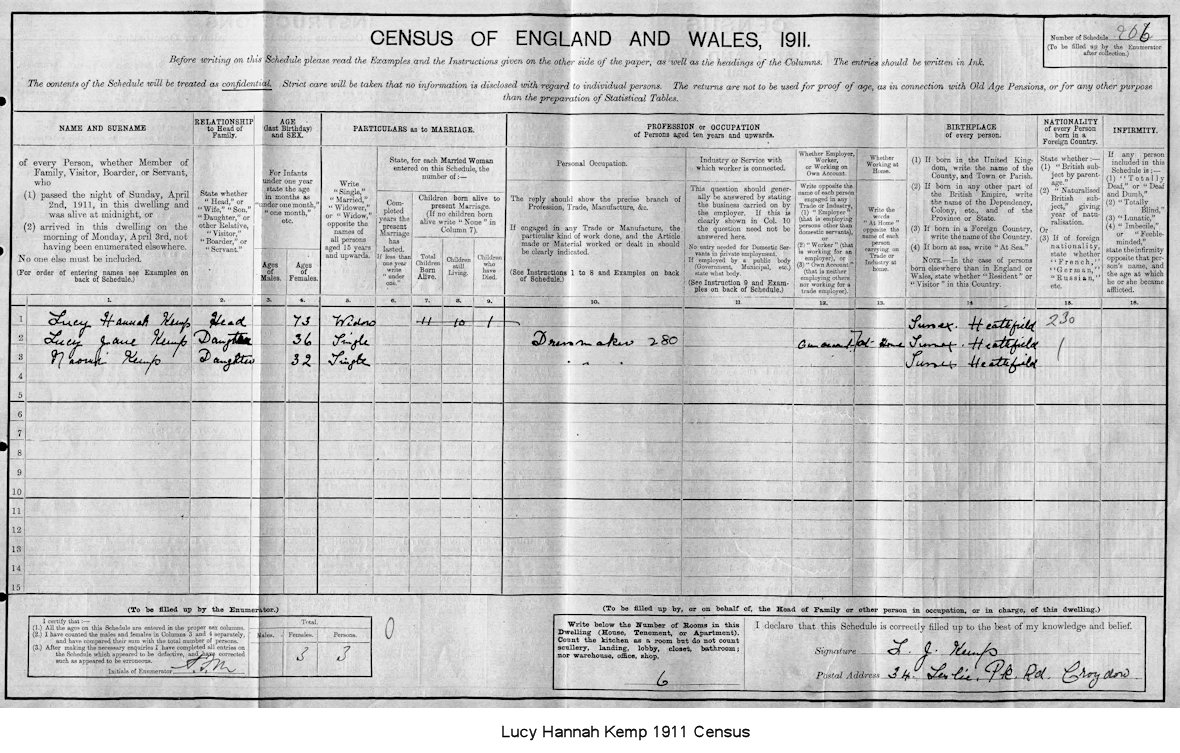 CENSUS OF ENGLAND AND WALES, 1911.
Number of Schedule 206
(To be filled up by the Enumerator after collection.)
Before writing on this Schedule please read the Examples and the Instructions given on the other side of the paper, as well as the headings of the Columns. The entries should be written in Ink.
The contents of the Schedule will be treated as confidential. Strict care will be taken that no information is disclosed with regard to individual persons. The returns are not to be used for proof of age, as in connection with Old Age Pensions, or for any other purpose
than the preparation of Statistical Tables.
NAME AND SURNAME
of every Person, whether Member of
Family, Visitor, Boarder, or Servant,
who
(1) passed the night of Sunday, April
2nd, 1911, in this dwelling and
was alive at midnight, or
(2) arrived in this dwelling on the
morning of Monday, April 3rd, not
having been enumerated elsewhere.
No one else must be included.
(For order of entering names see Examples on
back of Schedule.)
RELATIONSHIP
to Head of
Family.
State whether
"Head," or
"Wife," "Son,"
"Daughter," or
other Relative,
"Visitor,"
"Boarder," or
"Servant."
AGE
(last Birthday)
and SEX.
For Infants
under one year
state the age
in months as
"under one month,"
"one month,"
etc.
Ages
of
Males.
Ages
of
Females.
PARTICULARS as to MARRIAGE.
Write
"Single,"
"Married,"
"Widower,"
or "Widow,"
opposite the
names of
all persons
aged 15 years
and upwards.
State, for each Married Woman
entered on this Schedule, the
number of :—
Completed
years the
present
Marriage
has
lasted.
If less than
one year
write
"under
one."
Children born alive to
present Marriage.
(If no children born
alive write "None" in
Column 7).
Total
Children
Born
Alive.
Children
still
Living.
Children
who
have
Died.
PROFESSION or OCCUPATION
of Persons aged ten years and upwards.
Personal Occupation.
The reply should show the precise branch of
Profession, Trade, Manufacture, &c.
If engaged in any Trade or Manufacture, the
particular kind of work done, and the Article
made or Material worked or dealt in should
be clearly indicated.
(See Instructions 1 to 8 and Examples on back
of Schedule.)
Industry or Service with
which worker is connected.
This question should generally
be answered by stating
the business carried on by
the employer. If this is
clearly shown in Col. 10
the question need not be
answered here.
No entry needed for Domestic Servants
in private employment.
If employed by a public body
(Government, Municipal, etc.)
state what body.
(See Instruction 9 and Examples
on back of Schedule.)
Whether Employer,
Worker,
or Working on
Own Account.
Write opposite the
name of each person
engaged in any
Trade or Industry,
(1) "Employer"
(that is employing
persons other than
domestic servants),
or
(2) "Worker" (that
is working for an
employer), or
(3) "Own Account"
(that is neither
employing others
nor working for a
trade employer).
Whether
Working at
Home.
Write the
words
"At Home"
opposite the
name of each
person
carrying on
Trade or
Industry at
home.
BIRTHPLACE
of every person.
(1) If born in the United Kingdom,
write the name of the
County, and Town or Parish.
(2) If born in any other part of
the British Empire, write
the name of the Dependency,
Colony, etc., and of the
Province or State.
(3) If born in a Foreign Country,
write the name of the Country.
(4) If born at sea, write "At Sea."
NOTE.—In the case of persons
born elsewhere than in England or
Wales, state whether "Resident" or
"Visitor" in this Country.
NATIONALITY
of every Person
born in a
Foreign Country.
State whether :—
(1) "British subject
by parentage."
(2) "Naturalised
British subject,"
giving
year of naturalisation.
Or
(3) If of foreign
nationality,
state whether
"French,"
"German,"
"Russian,"
etc.
INFIRMITY.
If any person
included in this
Schedule is :—
(1) "Totally
Deaf," or "Deaf
and Dumb,"
(2) "Totally
Blind,"
(3) "Lunatic,"
(4) "Imbecile,"
or "Feeble-minded,"
state the infirmity
opposite that person's
name, and
the age at which
he or she became
afflicted.
1. 2. 3. 4. 5. 6. 7. 8. 9. 10. 11. 12. 13. 14 15. 16.
1 Lucy Hannah Kemp Head 73 Widow 11 10 1 Sussex. Heathfield 230
2 Lucy Jane Kemp Daughter 36 Single Dressmaker 280 Own account At Home Sussex. Heathfield
3 Naomi Kemp Daughter 32 Single " " Sussex Heathfield
4
5
6
7
8
9
10
11
12
13
14
15
(To be filled up by the Enumerator.)
I certify that :—
(1.) All the ages on this Schedule are entered in the proper sex columns.
(2.) I have counted the males and females in Columns 3 and 4 separately,
and have compared their sum with the total number of persons.
(3.) After making the necessary enquiries I have completed all entries on
the Schedule which appeared to be defective, and have corrected
such as appeared to be erroneous.
Initials of Enumerator
Total.
Males. Females. Persons.
3 3
0
(To be filled up by, or on behalf of, the Head of Family or other person in occupation, or in charge, of this dwelling.)
Write below the Number of Rooms in this
Dwelling (House, Tenement, or Apartment).
Count the kitchen as a room but do not count
scullery, landing, lobby, closet, bathroom;
nor warehouse, office, shop.
6
I declare that this Schedule is correctly filled up to the best of my knowledge and belief.
Signature L. J. Kemp
Postal Address 34 Leslie Pk. Rd. Croydon
Lucy Hannah Kemp 1911 Census